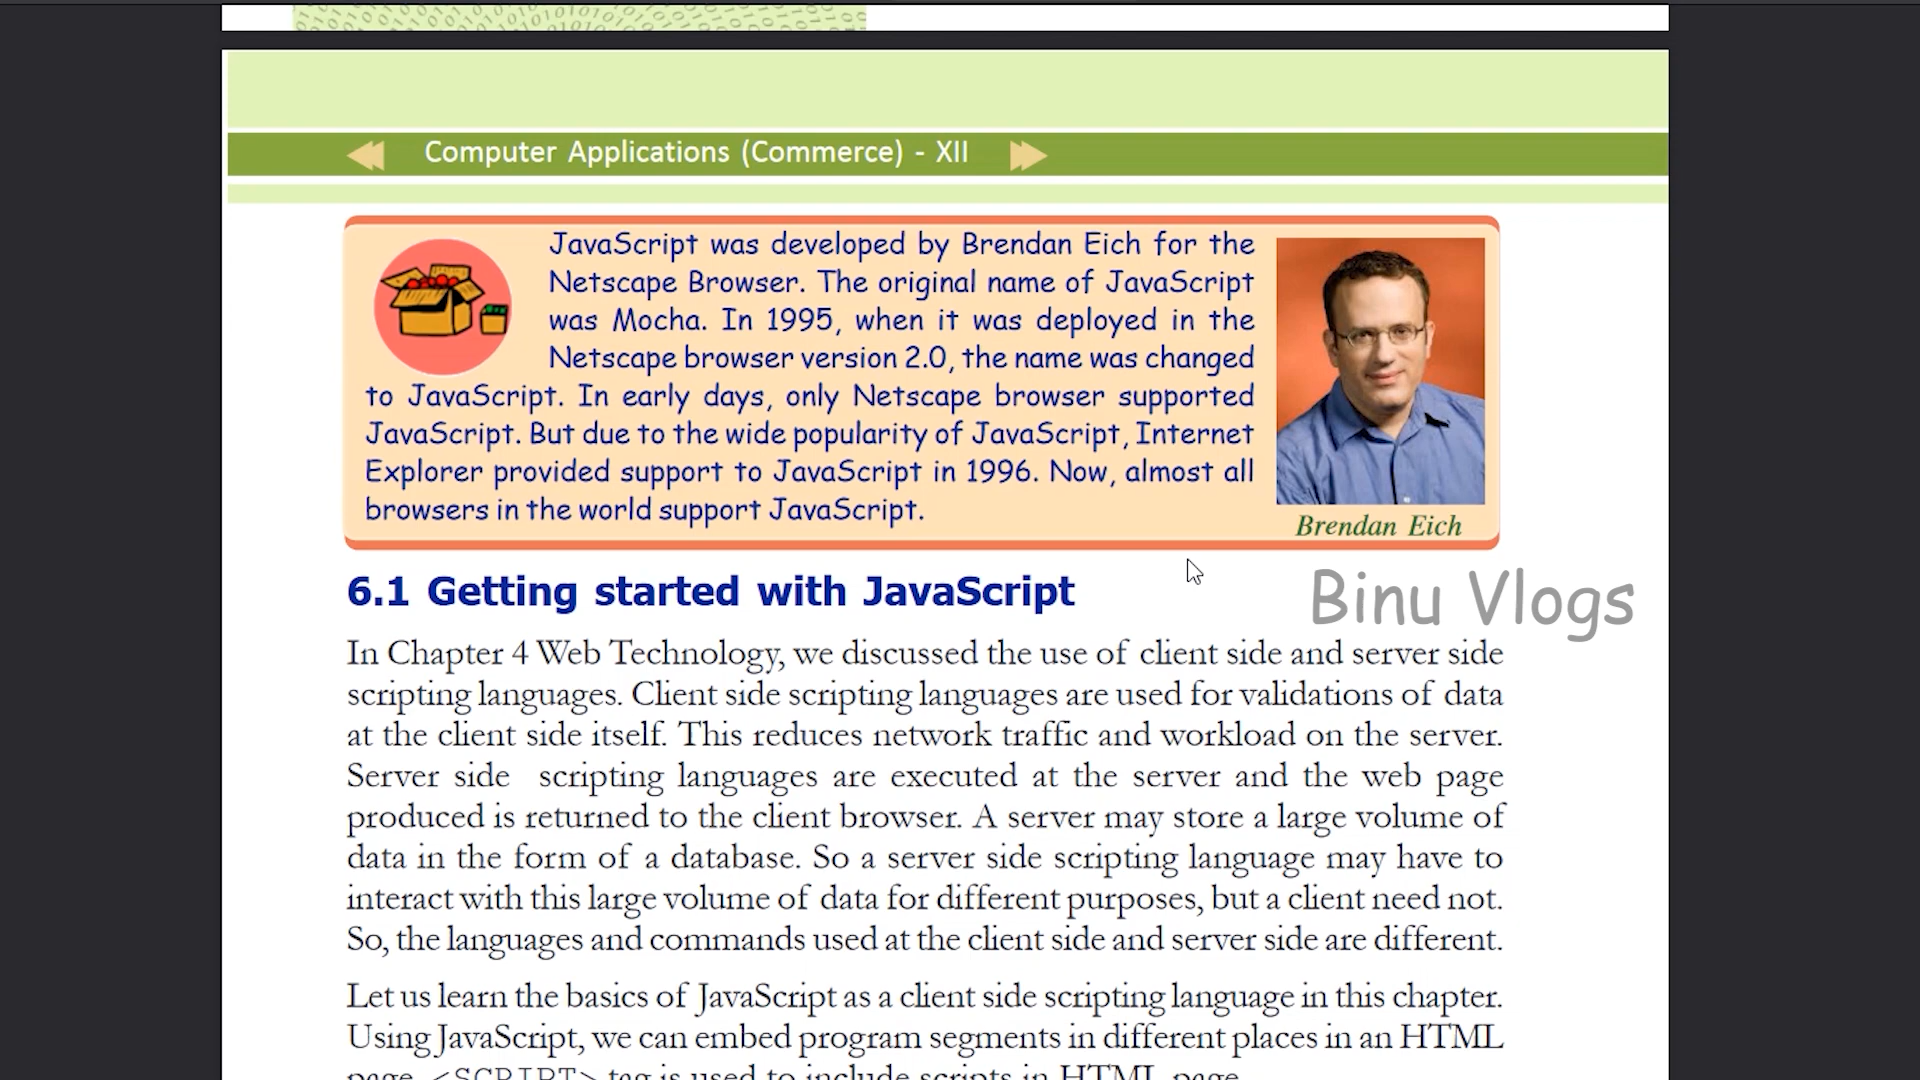 Computer Applications (Commerce) - XII
JavaScript was developed by Brendan Eich for the
Netscape Browser. The original name of JavaScript
was Mocha. In 1995, when it was deployed in the
Netscape browser version 2.0, the name was changed
to JavaScript. In early days, only Netscape browser supported
JavaScript. But due to the wide popularity of JavaScript, Internet
Explorer provided support to JavaScript in 1996. Now, almost all
browsers in the world support JavaScript.
Brendan Eich
6.1 Getting started with JavaScript
Binu Vlogs
In Chapter 4 Web Technology, we discussed the use of client side and server side
scripting languages. Client side scripting languages are used for validations of data
at the client side itself. This reduces network traffic and workload on the server.
Server side scripting languages are executed at the server and the web page
produced is returned to the client browser. A server may store a large volume of
data in the form of a database. So a server side scripting language may have to
interact with this large volume of data for different purposes, but a client need not.
So, the languages and commands used at the client side and server side are different.
Let us learn the basics of JavaScript as a client side scripting language in this chapter.
Using JavaScript, we can embed program segments in different places in an HTML
page. <SCRIPT> tag is used to include scripts in HTML page.